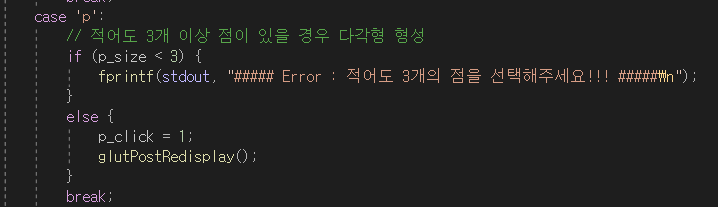 break;
case 'p':
// 적어도 3개 이상 점이 있을 경우 다각형 형성
if (p_size < 3) {
fprintf(stdout, "##### Error : 적어도 3개의 점을 선택해주세요!!! #####₩n");
}
else {
p_click = 1;
glutPostRedisplay();
}
break;